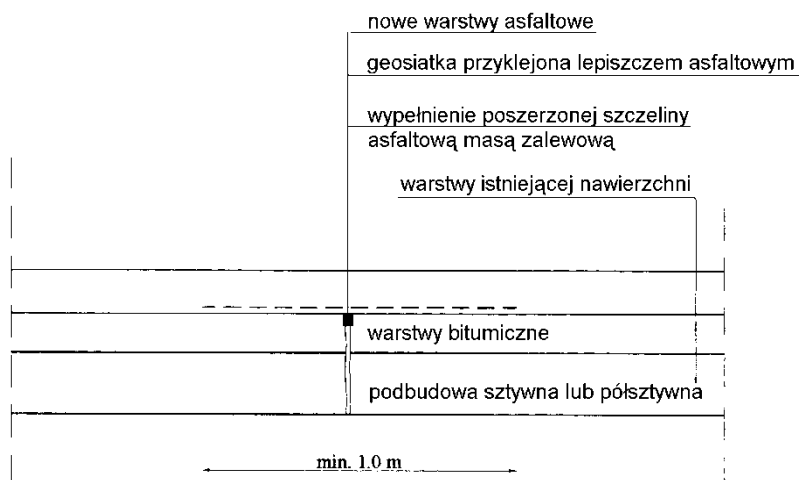 nowe warstwy asfaltowe
geosiatka przyklejona lepiszczem asfaltowym
wypełnienie poszerzonej szczeliny
asfaltową masą zalewową
warstwy istniejącej nawierzchni
warstwy bitumiczne
podbudowa sztywna lub półsztywna
min. 1.0 m